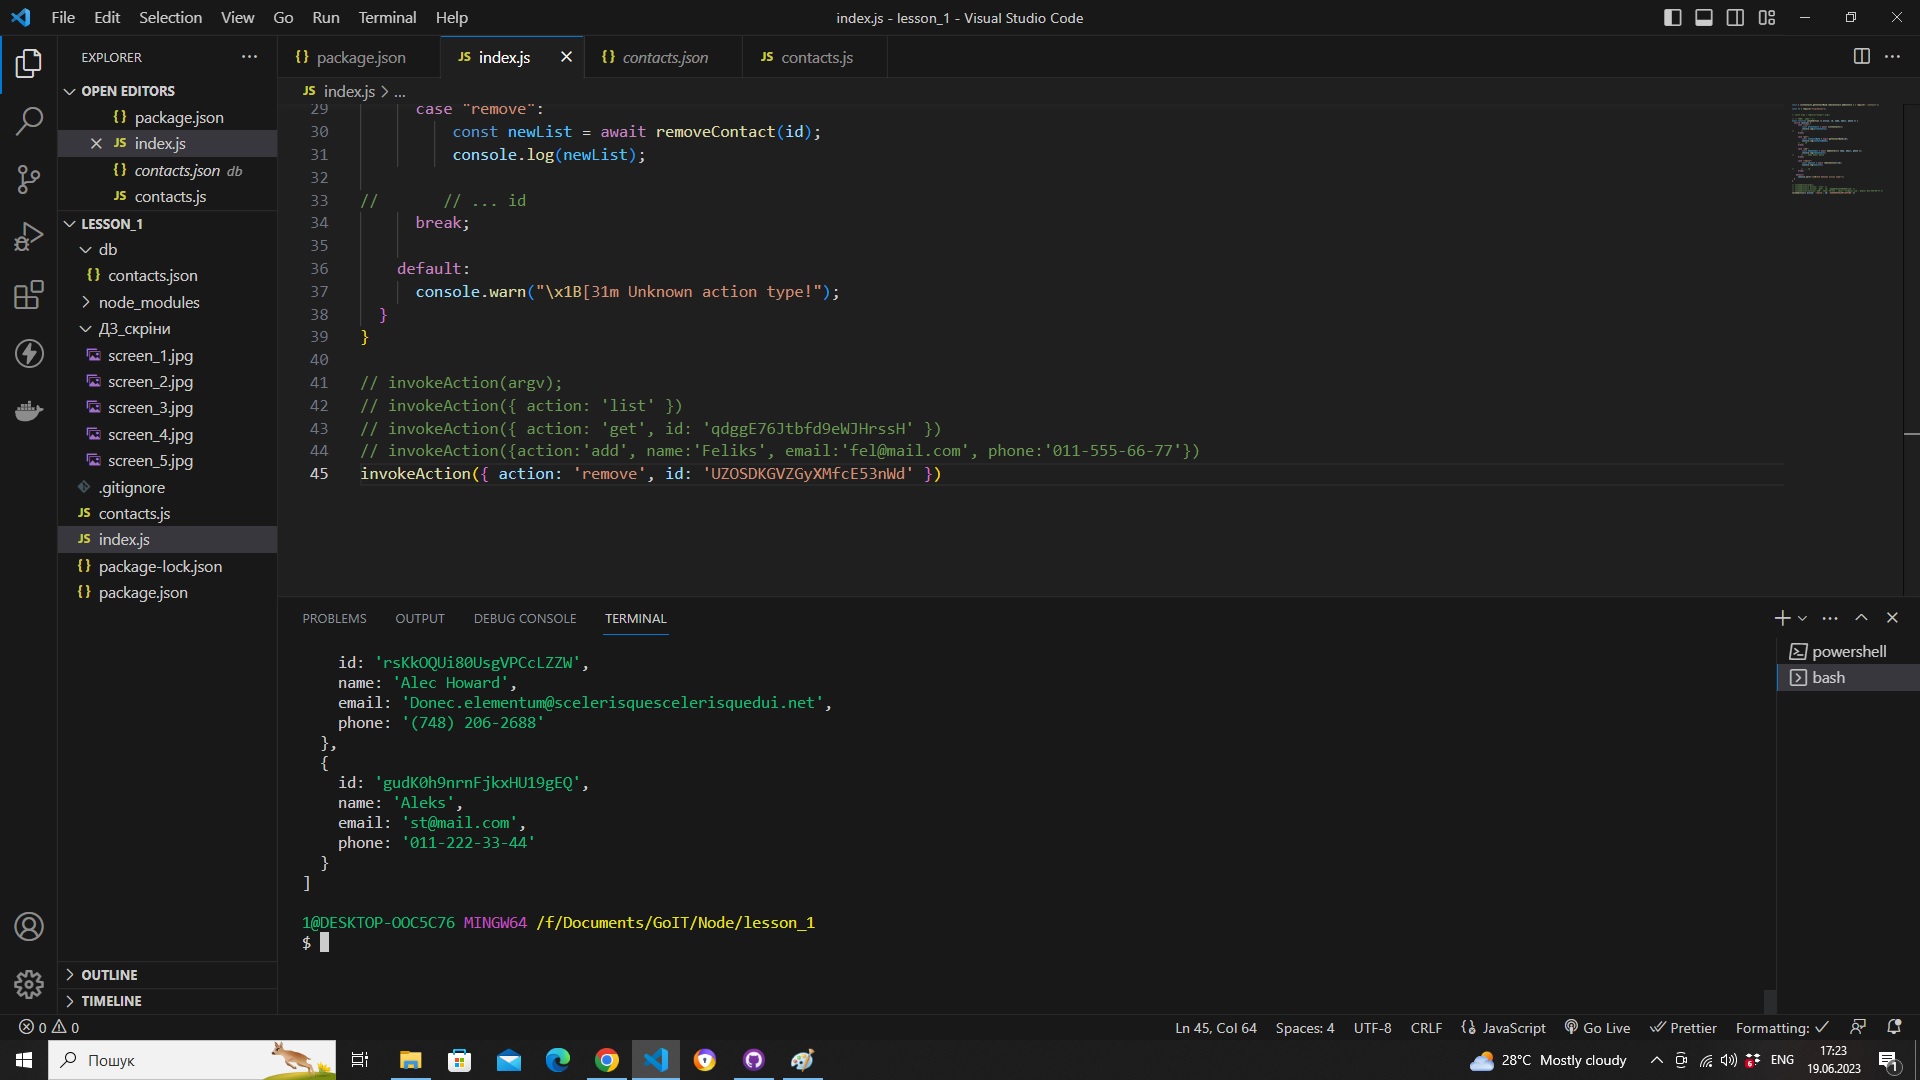 File Edit Selection View Go Run Terminal Help
index.js - lesson_1 - Visual Studio Code
EXPLORER
OPEN EDITORS
{} package.json
JS index.js
{} contacts.json db
JS contacts.js
LESSON_1
db
{} contacts.json
node_modules
ДЗ_скріни
screen_1.jpg
screen_2.jpg
screen_3.jpg
screen_4.jpg
screen_5.jpg
.gitignore
JS contacts.js
JS index.js
{} package-lock.json
{} package.json
OUTLINE
TIMELINE
{} package.json JS index.js {} contacts.json JS contacts.js
JS index.js > ...
29 case "remove":
30 const newList = await removeContact(id);
31 console.log(newList);
32
33 // // ... id
34 break;
35
36 default:
37 console.warn("\x1B[31m Unknown action type!");
38 }
39 }
40
41 // invokeAction(argv);
42 // invokeAction({ action: 'list' })
43 // invokeAction({ action: 'get', id: 'qdggE76Jtbfd9eWJHrssH' })
44 // invokeAction({action:'add', name:'Feliks', email:'fel@mail.com', phone:'011-555-66-77'})
45 invokeAction({ action: 'remove', id: 'UZOSDKGVZGyXMfcE53nWd' })
PROBLEMS OUTPUT DEBUG CONSOLE TERMINAL
id: 'rsKkOQUi80UsgVPCcLZZW',
name: 'Alec Howard',
email: 'Donec.elementum@scelerisquescelerisquedui.net',
phone: '(748) 206-2688'
},
{
id: 'gudK0h9nrnFjkxHU19gEQ',
name: 'Aleks',
email: 'st@mail.com',
phone: '011-222-33-44'
}
]
1@DESKTOP-OOC5C76 MINGW64 /f/Documents/GoIT/Node/lesson_1
$
powershell
bash
0 0
Ln 45, Col 64 Spaces: 4 UTF-8 CRLF {} JavaScript Go Live Prettier Formatting: ✓
Пошук
28°C Mostly cloudy
ENG
17:23
19.06.2023
1